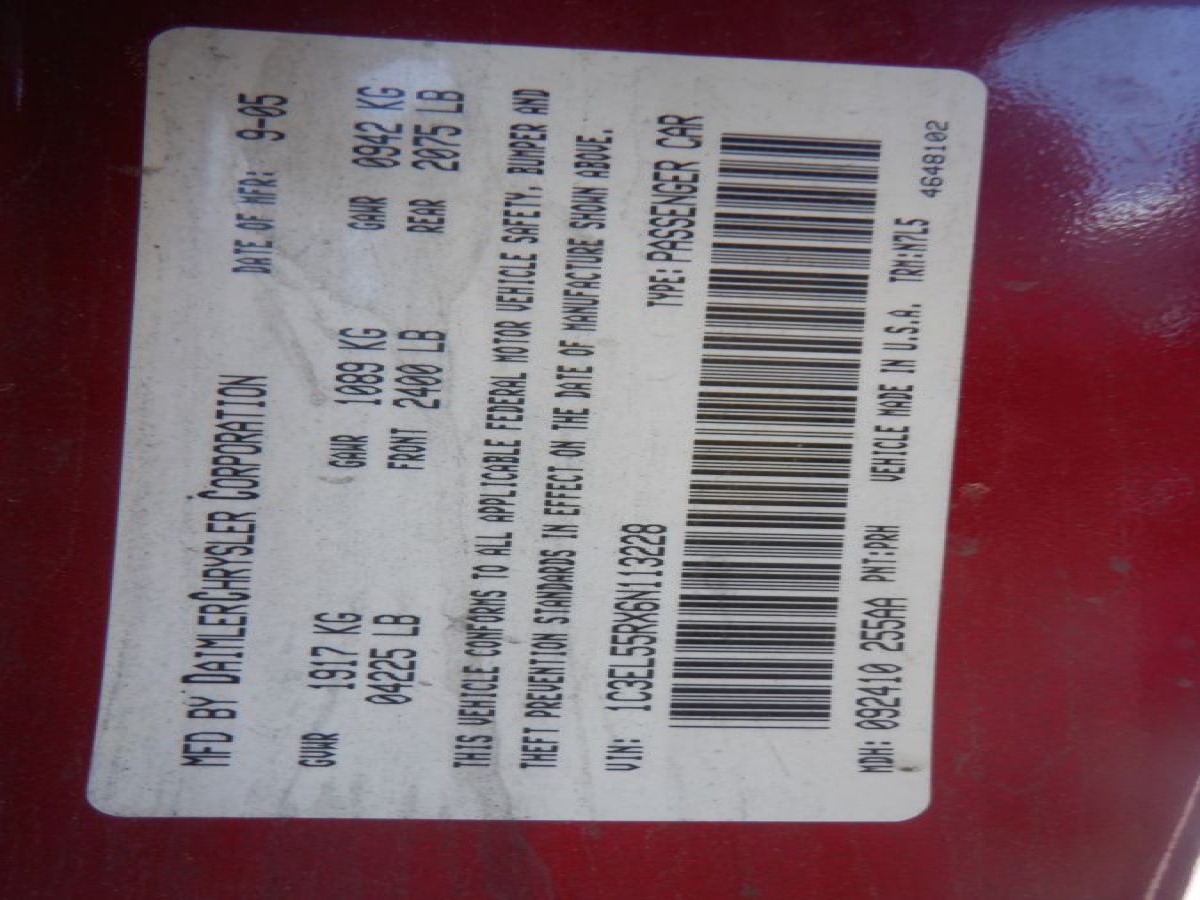 MFD BY DAIMLERCHRYSLER CORPORATION
DATE OF MFR: 9-05
GVWR 1917 KG GAWR 1089 KG GAWR 0942 KG
04225 LB FRONT 2400 LB REAR 2075 LB
THIS VEHICLE CONFORMS TO ALL APPLICABLE FEDERAL MOTOR VEHICLE SAFETY, BUMPER AND
THEFT PREVENTION STANDARDS IN EFFECT ON THE DATE OF MANUFACTURE SHOWN ABOVE.
VIN: 1C3EL55RX6N113228 TYPE: PASSENGER CAR
MDH: 092410 255AA PNT:PRH VEHICLE MADE IN U.S.A. TRM:M7L5
4648102